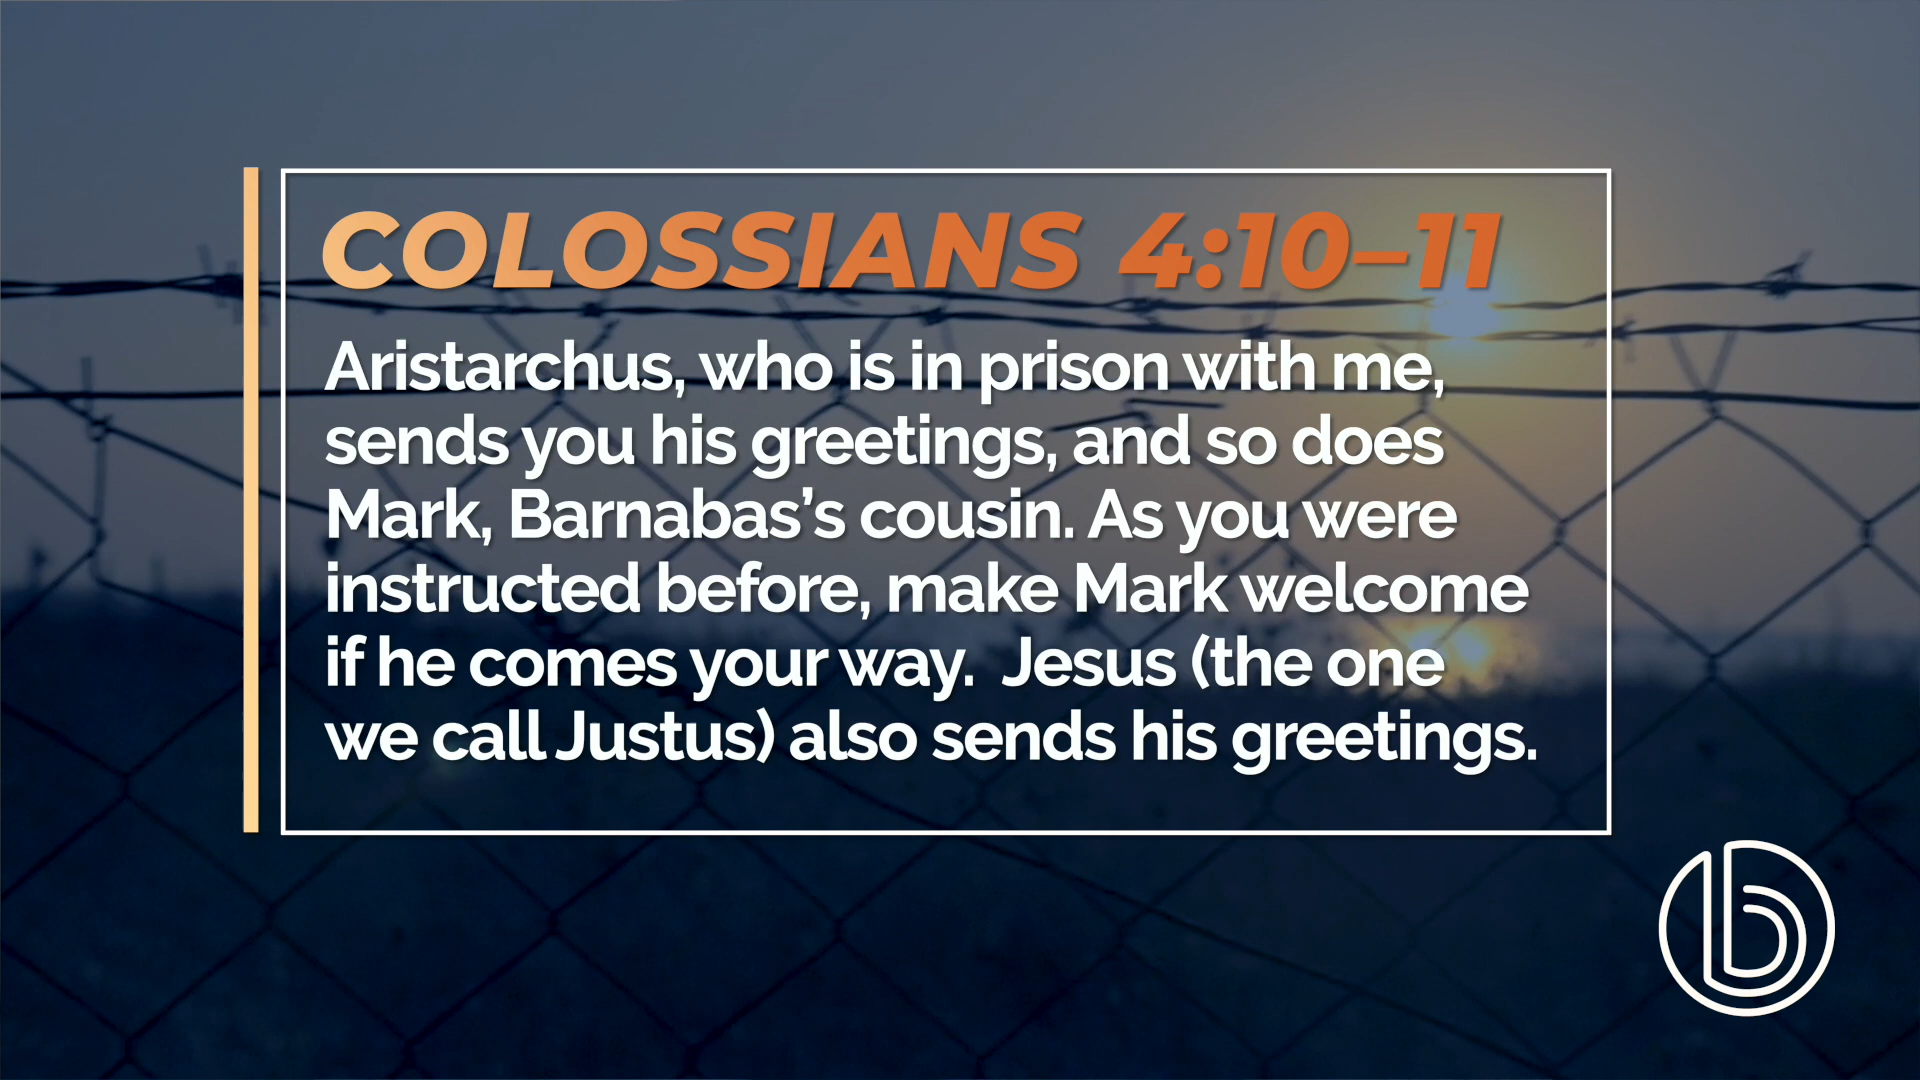 COLOSSIANS 4:10–11
Aristarchus, who is in prison with me,
sends you his greetings, and so does
Mark, Barnabas’s cousin. As you were
instructed before, make Mark welcome
if he comes your way.  Jesus (the one
we call Justus) also sends his greetings.